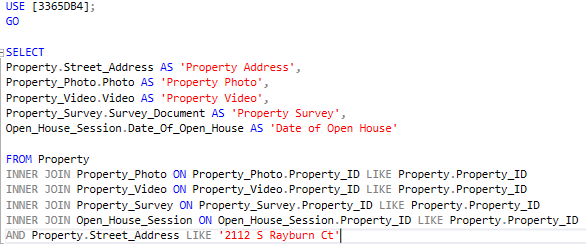 USE [3365DB4];
GO
SELECT
Property.Street_Address AS 'Property Address',
Property_Photo.Photo AS 'Property Photo',
Property_Video.Video AS 'Property Video',
Property_Survey.Survey_Document AS 'Property Survey',
Open_House_Session.Date_Of_Open_House AS 'Date of Open House'
FROM Property
INNER JOIN Property_Photo ON Property_Photo.Property_ID LIKE Property.Property_ID
INNER JOIN Property_Video ON Property_Video.Property_ID LIKE Property.Property_ID
INNER JOIN Property_Survey ON Property_Survey.Property_ID LIKE Property.Property_ID
INNER JOIN Open_House_Session ON Open_House_Session.Property_ID LIKE Property.Property_ID
AND Property.Street_Address LIKE '2112 S Rayburn Ct'